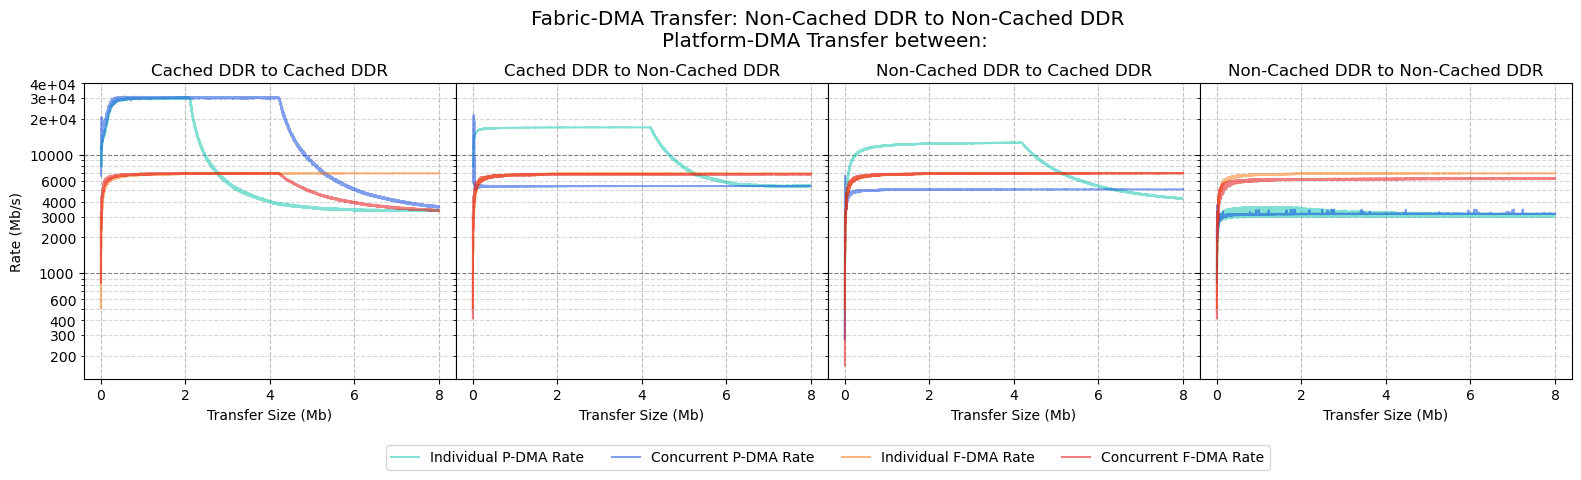 Fabric-DMA Transfer: Non-Cached DDR to Non-Cached DDR
Platform-DMA Transfer between:
Cached DDR to Cached DDR
Cached DDR to Non-Cached DDR
Non-Cached DDR to Cached DDR
Non-Cached DDR to Non-Cached DDR
Rate (Mb/s)
4e+04
3e+04
2e+04
10000
6000
4000
3000
2000
1000
600
400
300
200
0 2 4 6 8
0 2 4 6 8
0 2 4 6 8
0 2 4 6 8
Transfer Size (Mb)
Transfer Size (Mb)
Transfer Size (Mb)
Transfer Size (Mb)
Individual P-DMA Rate
Concurrent P-DMA Rate
Individual F-DMA Rate
Concurrent F-DMA Rate